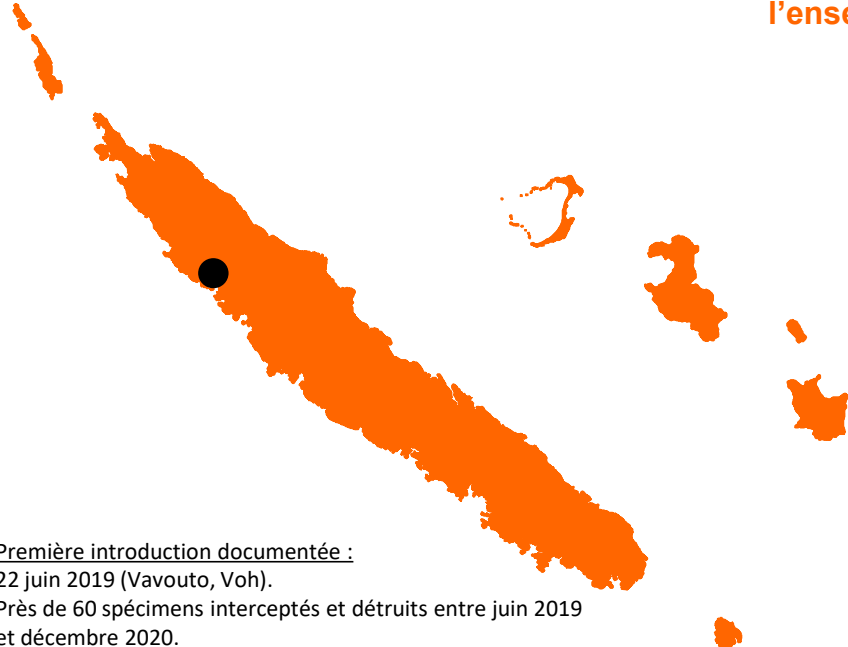 l'ense
Première introduction documentée :
22 juin 2019 (Vavouto, Voh).
Près de 60 spécimens interceptés et détruits entre juin 2019
et décembre 2020.